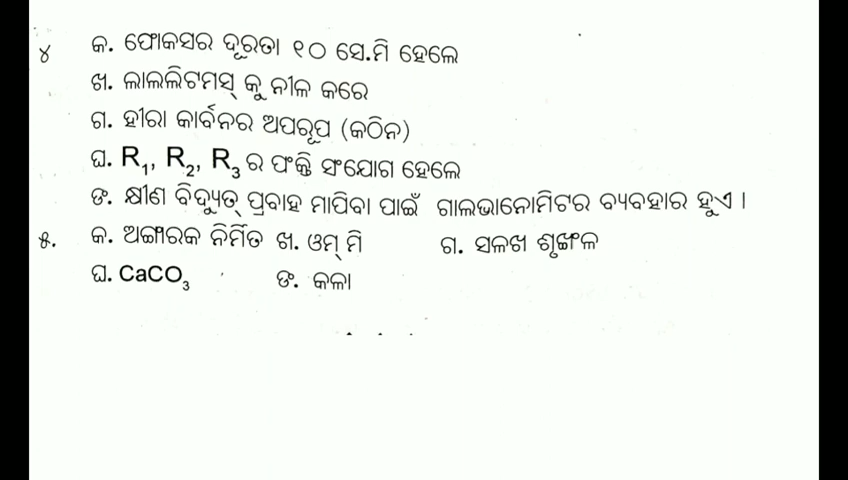 ୪ କ. ଫୋକସର ଦୂରତା ୧୦ ସେ.ମି ହେଲେ
ଖ. ଲାଲଲିଟମସ୍ କୁ ନୀଳ କରେ
ଗ. ହୀରା କାର୍ବନର ଅପରୂପ (କଠିନ)
ଘ. R₁, R₂, R₃ ର ପଂକ୍ତି ସଂଯୋଗ ହେଲେ
ଙ. କ୍ଷୀଣ ବିଦ୍ୟୁତ୍ ପ୍ରବାହ ମାପିବା ପାଇଁ ଗାଲଭାନୋମିଟର ବ୍ୟବହାର ହୁଏ ।
୫. କ. ଅଙ୍ଗାରକ ନିର୍ମିତ ଖ. ଓମ୍ ମି ଗ. ସଳଖ ଶୃଙ୍ଖଳ
ଘ. CaCO₃ ଙ. କଳା